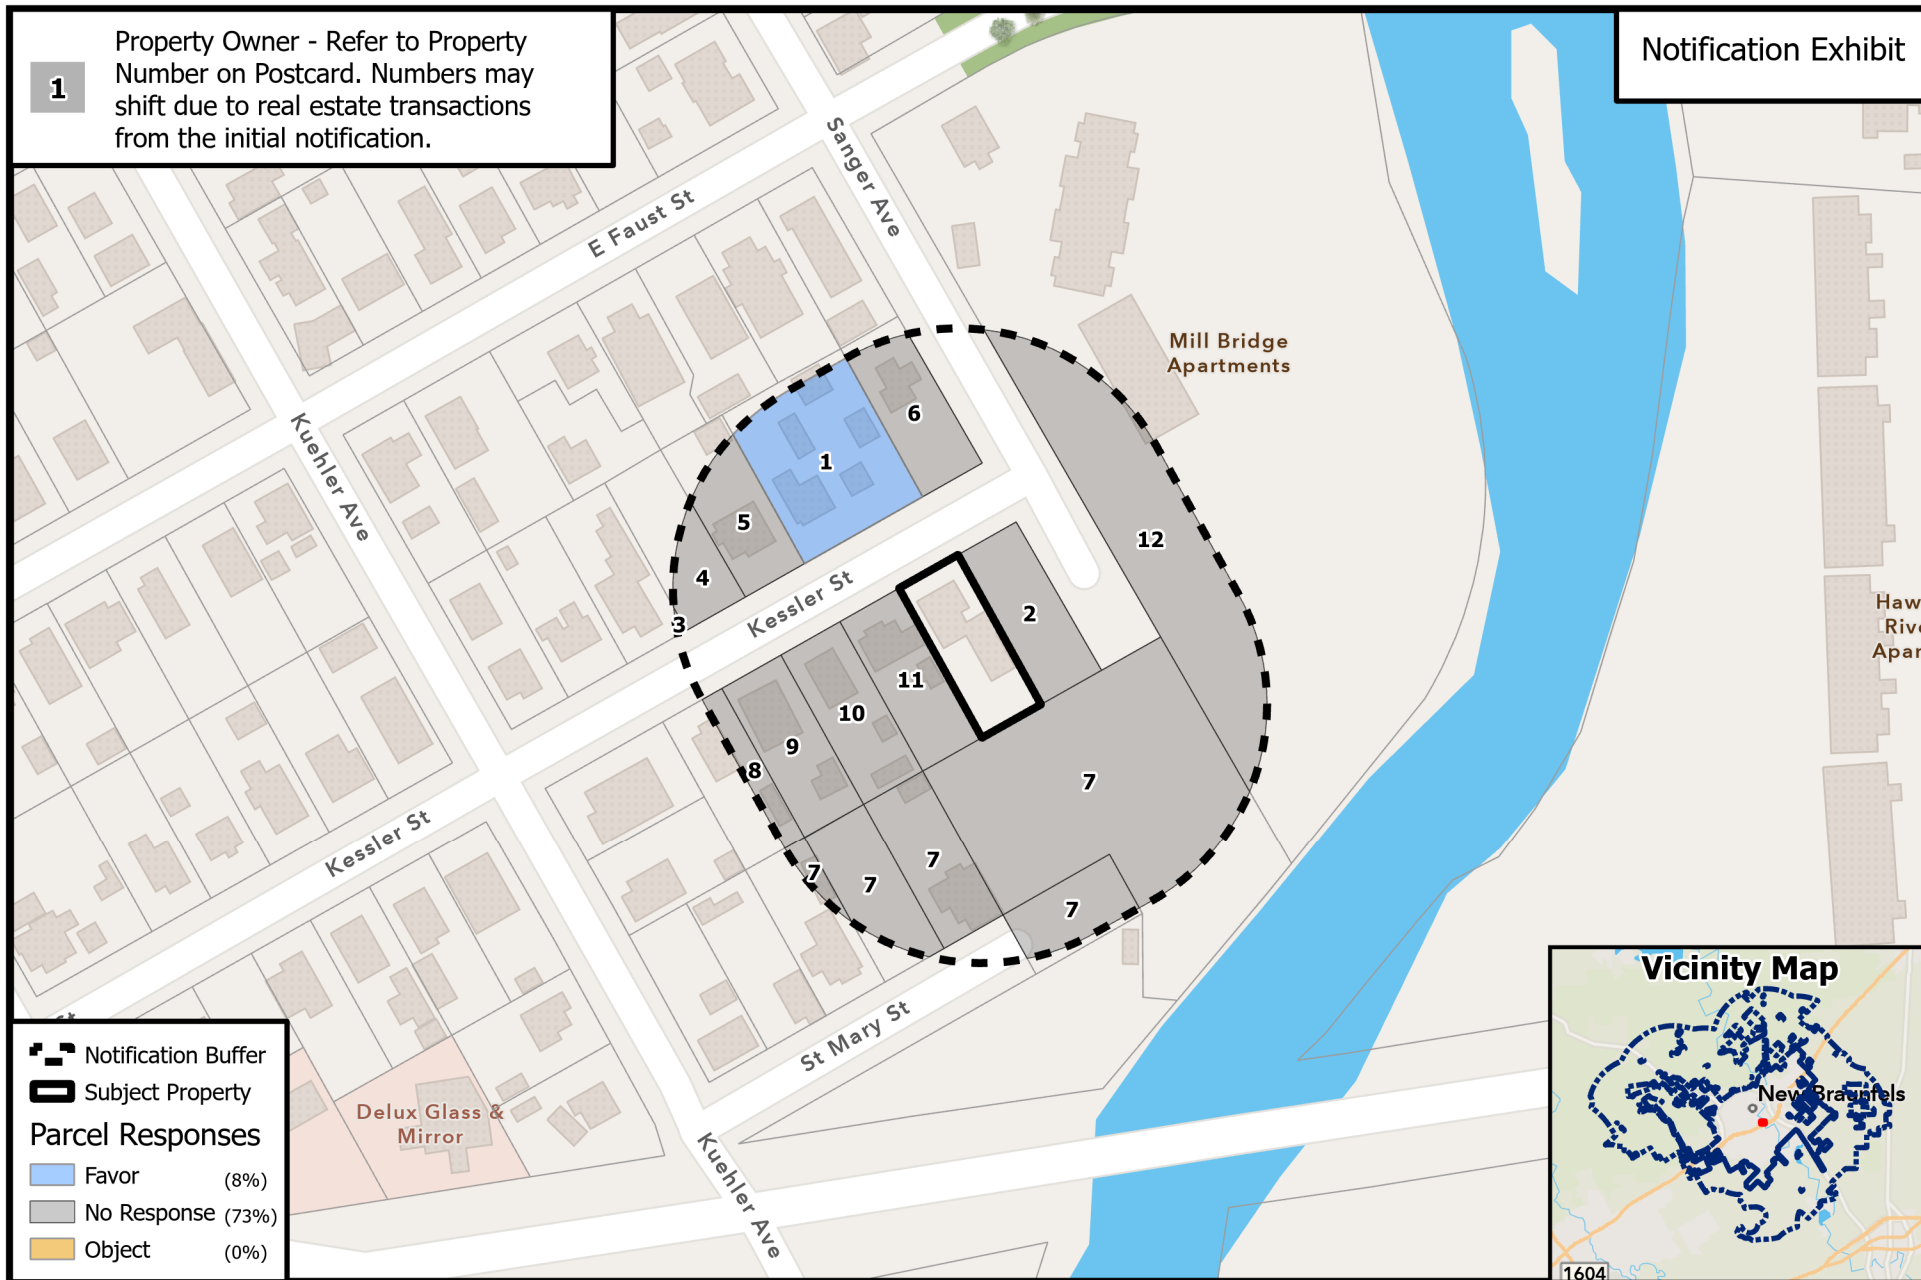 1
Property Owner - Refer to Property
Number on Postcard. Numbers may
shift due to real estate transactions
from the initial notification.
Notification Exhibit
Sanger Ave
E Faust St
Mill Bridge
Apartments
Kuehler Ave
6
1
5
12
4
Kessler St
2
3
11
10
9
8
7
7
7
7
7
Kessler St
St Mary St
Kuehler Ave
Delux Glass &
Mirror
St
Haw
Rive
Apar
Notification Buffer
Subject Property
Parcel Responses
Favor (8%)
No Response (73%)
Object (0%)
Vicinity Map
New Braunfels
1604